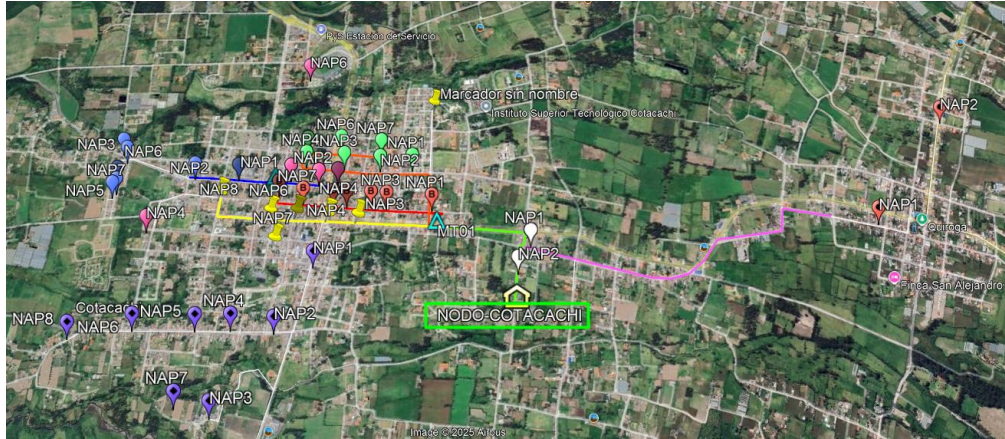 P/S Estacion de Servicio
NAP6
NAP2
Marcador sin nombre
Instituto Superior Tecnológico Cotacachi
NAP6
NAP7
NAP4
NAP3
NAP1
NAP3
NAP6
NAP2
NAP1
NAP2
NAP2
NAP7
NAP7
NAP5
NAP8
NAP6
NAP4
NAP3
NAP1
NAP4
NAP4
NAP3
NAP1
NAP7
MT01
NAP1
Quiroga
NAP1
NAP2
Finca San Alejandro
Cotacac
NAP5
NAP4
NAP2
NODO-COTACACHI
NAP8
NAP6
NAP7
NAP3
Image © 2025 Airbus